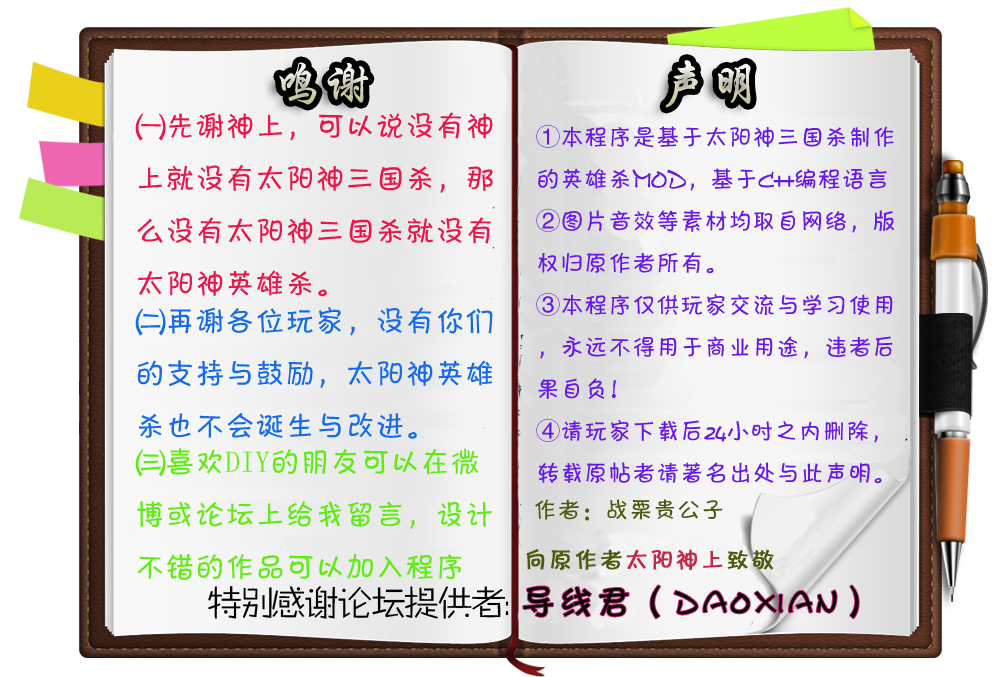 鸣谢
㈠先谢神上，可以说没有神
上就没有太阳神三国杀，那
么没有太阳神三国杀就没有
太阳神英雄杀。
㈡再谢各位玩家，没有你们
的支持与鼓励，太阳神英雄
杀也不会诞生与改进。
㈢喜欢DIY的朋友可以在微
博或论坛上给我留言，设计
不错的作品可以加入程序
声明
①本程序是基于太阳神三国杀制作
的英雄杀MOD，基于C++编程语言
②图片音效等素材均取自网络，版
权归原作者所有。
③本程序仅供玩家交流与学习使用
，永远不得用于商业用途，违者后
果自负！
④请玩家下载后24小时之内删除，
转载原帖者请著名出处与此声明。
作者：战栗贵公子
向原作者太阳神上致敬
特别感谢论坛提供者:导线君（DAOXIAN）